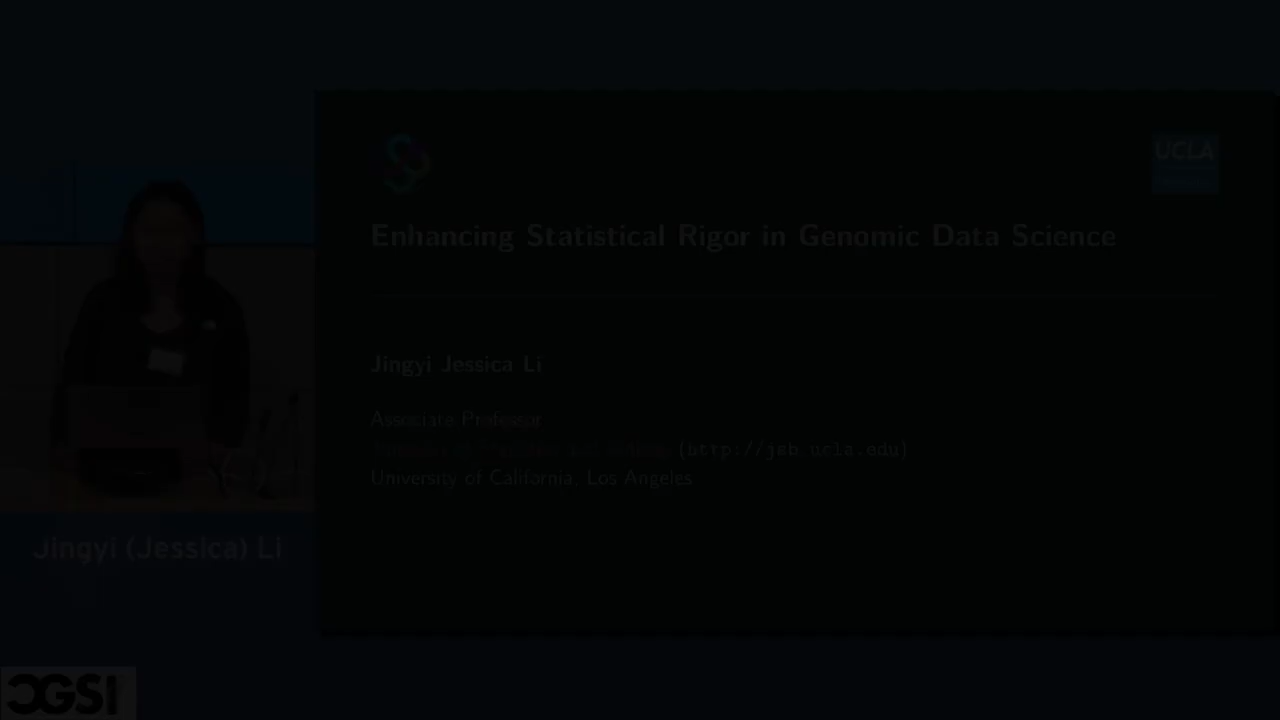 UCLA
Enhancing Statistical Rigor in Genomic Data Science
Jingyi Jessica Li
Associate Professor
(http://jsb.ucla.edu)
University of California, Los Angeles
Jingyi (Jessica) Li
CGSI